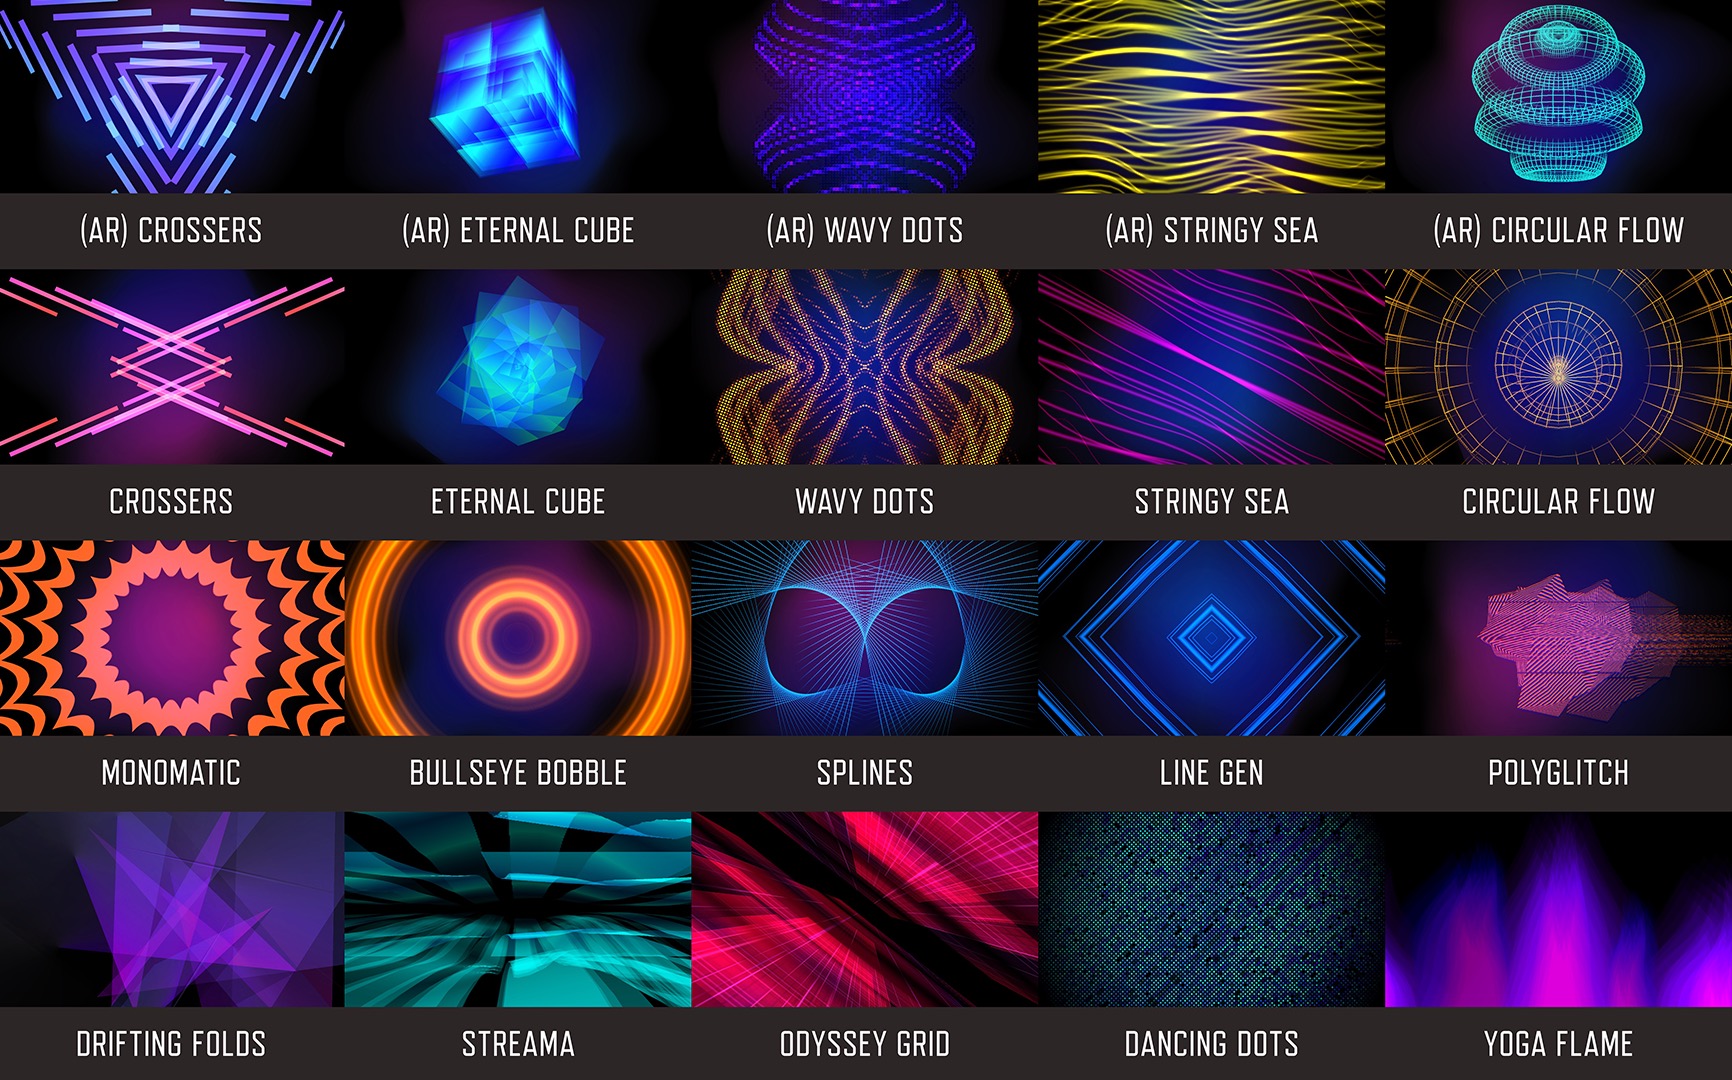 (AR) CROSSERS
(AR) ETERNAL CUBE
(AR) WAVY DOTS
(AR) STRINGY SEA
(AR) CIRCULAR FLOW
CROSSERS
ETERNAL CUBE
WAVY DOTS
STRINGY SEA
CIRCULAR FLOW
MONOMATIC
BULLSEYE BOBBLE
SPLINES
LINE GEN
POLYGLITCH
DRIFTING FOLDS
STREAMA
ODYSSEY GRID
DANCING DOTS
YOGA FLAME